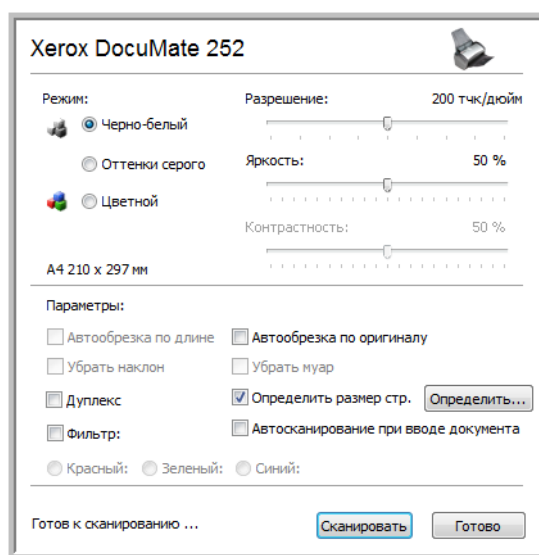 Xerox DocuMate 252
Режим:
Разрешение: 200 тчк/дюйм
Черно-белый
Оттенки серого
Яркость: 50 %
Цветной
Контрастность: 50 %
A4 210 x 297 мм
Параметры:
Автообрезка по длине
Автообрезка по оригиналу
Убрать наклон
Убрать муар
Дуплекс
Определить размер стр.
Определить...
Фильтр:
Автосканирование при вводе документа
Красный: Зеленый: Синий:
Готов к сканированию ...
Сканировать
Готово